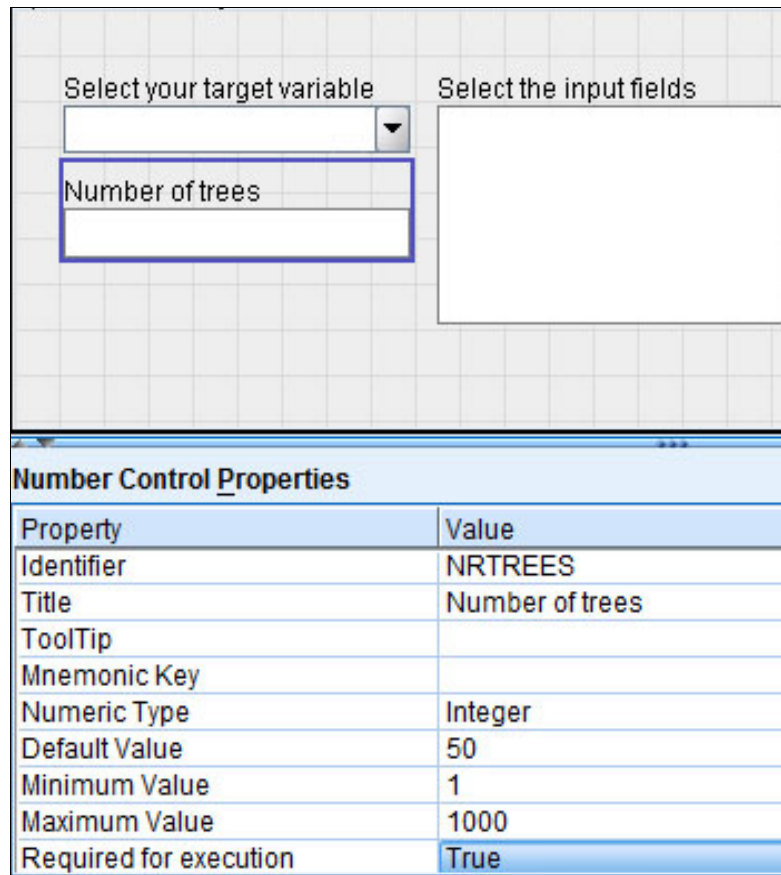 Select your target variable
Select the input fields
Number of trees
Number Control Properties
Property Value
Identifier NRTREES
Title Number of trees
ToolTip
Mnemonic Key
Numeric Type Integer
Default Value 50
Minimum Value 1
Maximum Value 1000
Required for execution True